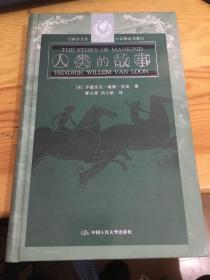 THE STORY OF MANKIND
人类的故事
HENDRIK WILLEM VAN LOON
[美] 亨德里克·威廉·房龙 著
中国人民大学出版社